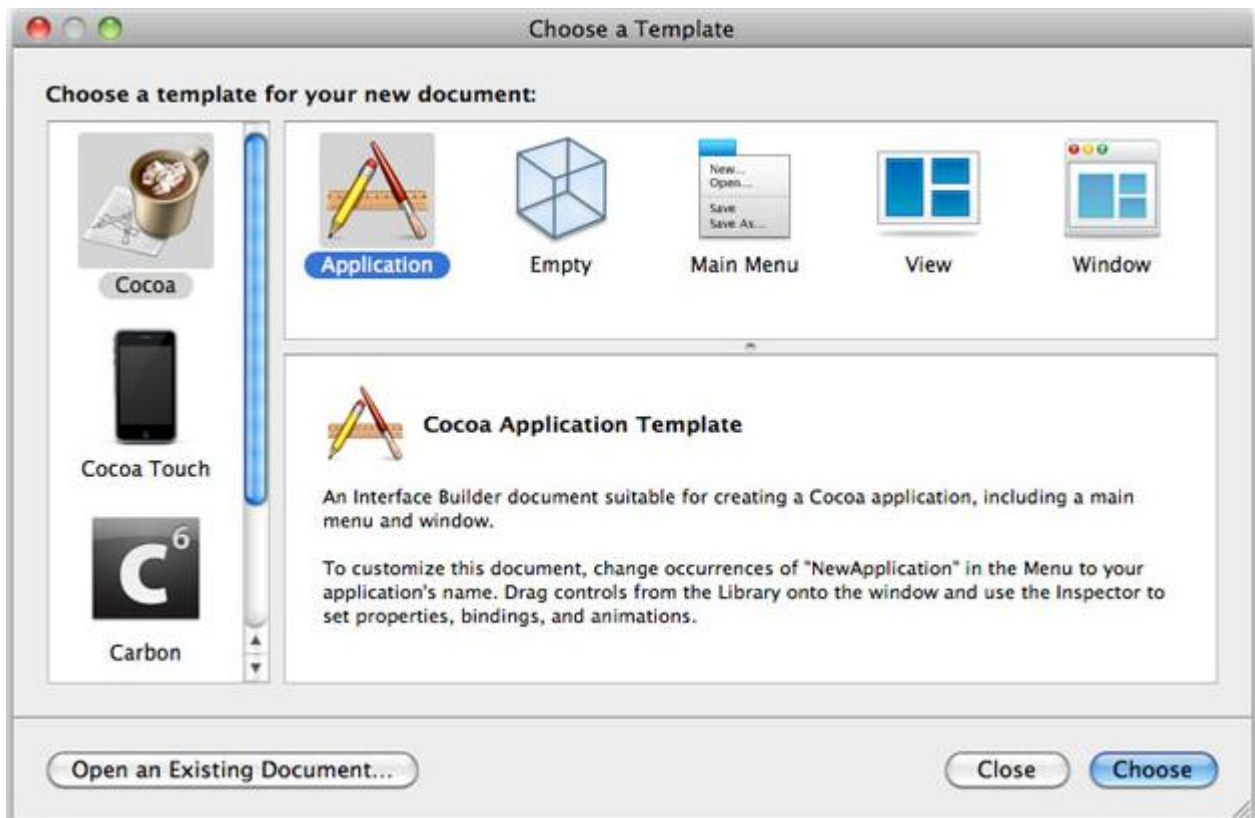 Choose a Template
Choose a template for your new document:
Cocoa
Cocoa Touch
C6
Carbon
New...
Open...
Save
Save As...
Application
Empty
Main Menu
View
Window
Cocoa Application Template
An Interface Builder document suitable for creating a Cocoa application, including a main
menu and window.
To customize this document, change occurrences of "NewApplication" in the Menu to your
application's name. Drag controls from the Library onto the window and use the Inspector to
set properties, bindings, and animations.
Open an Existing Document...
Close
Choose